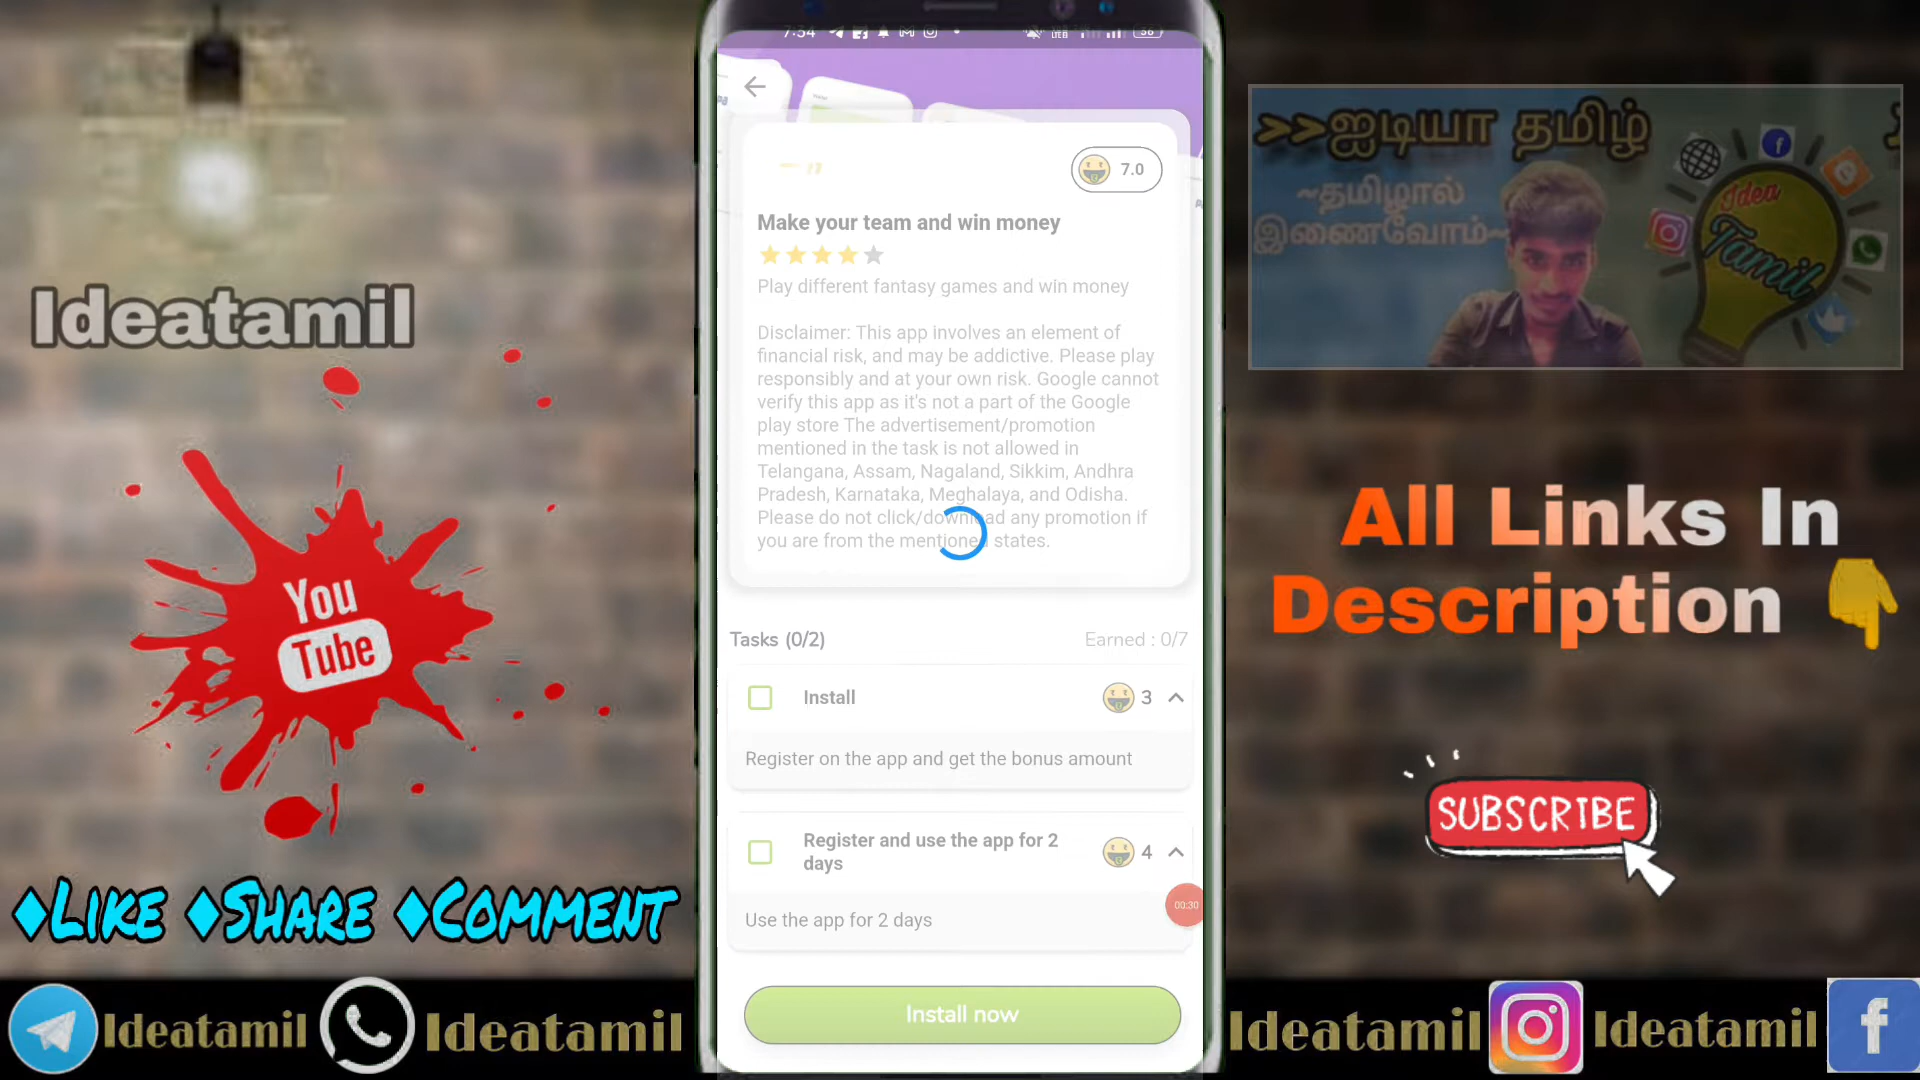 Ideatamil
You
Tube
♦Like ♦Share ♦Comment
Ideatamil
Ideatamil
7:54
56
7.0
Make your team and win money
Play different fantasy games and win money
Disclaimer: This app involves an element of
financial risk, and may be addictive. Please play
responsibly and at your own risk. Google cannot
verify this app as it's not a part of the Google
play store The advertisement/promotion
mentioned in the task is not allowed in
Telangana, Assam, Nagaland, Sikkim, Andhra
Pradesh, Karnataka, Meghalaya, and Odisha.
Please do not click/download any promotion if
you are from the mentioned states.
Tasks (0/2)
Earned : 0/7
Install
3
Register on the app and get the bonus amount
Register and use the app for 2
days
4
00:30
Use the app for 2 days
Install now
>>ஐடியா தமிழ்
~தமிழால்
இணைவோம்~
Idea
Tamil
All Links In
Description 👇
SUBSCRIBE
Ideatamil
Ideatamil